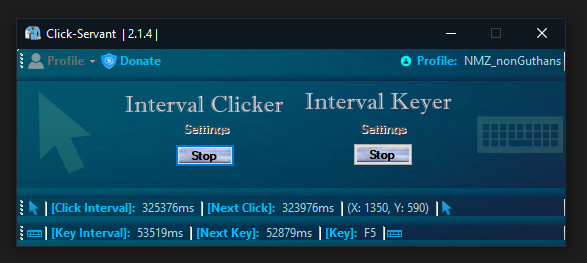 Click-Servant | 2.1.4 |
Profile Donate Profile: NMZ_nonGuthans
Interval Clicker Interval Keyer
Settings Settings
Stop Stop
[Click Interval]: 325376ms [Next Click]: 323976ms (X: 1350, Y: 590)
[Key Interval]: 53519ms [Next Key]: 52879ms [Key]: F5